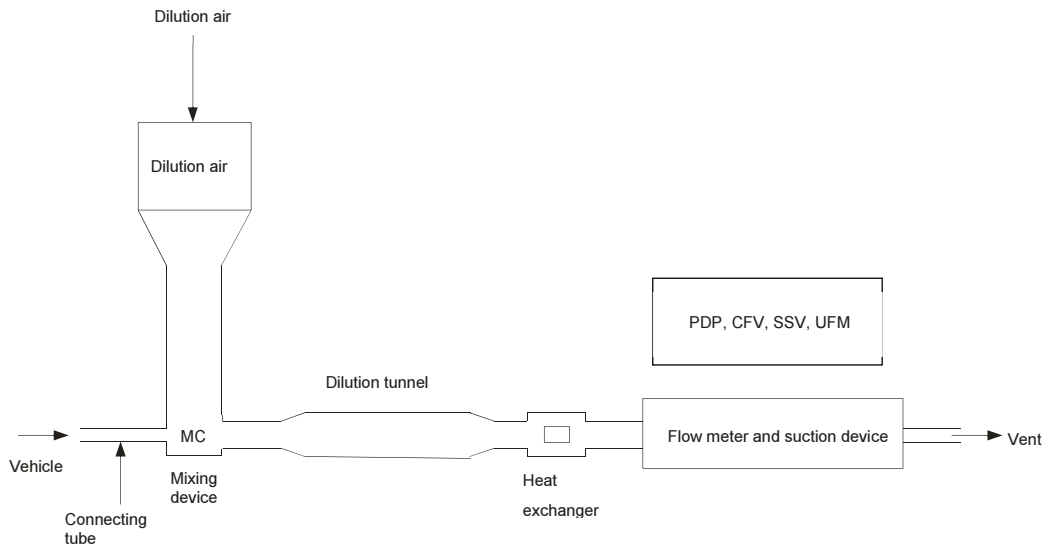 Dilution air
Dilution air
PDP, CFV, SSV, UFM
Dilution tunnel
MC
Flow meter and suction device
Vent
Vehicle
Mixing
device
Heat
exchanger
Connecting
tube